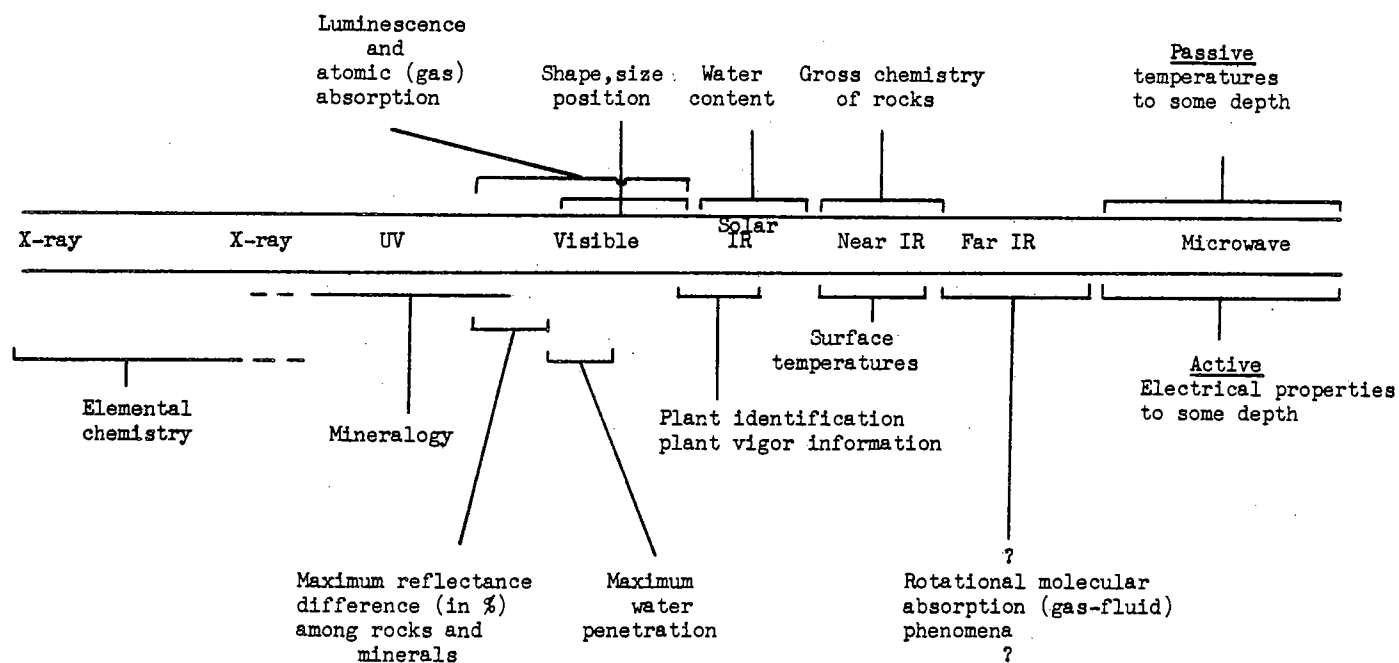 Luminescence
and
atomic (gas)
absorption
Shape, size
position
Water
content
Gross chemistry
of rocks
Passive
temperatures
to some depth
X-ray
X-ray
UV
Visible
Solar
IR
Near IR
Far IR
Microwave
Elemental
chemistry
Mineralogy
Maximum reflectance
difference (in %)
among rocks and
minerals
Maximum
water
penetration
Plant identification
plant vigor information
Surface
temperatures
?
Rotational molecular
absorption (gas-fluid)
phenomena
?
Active
Electrical properties
to some depth